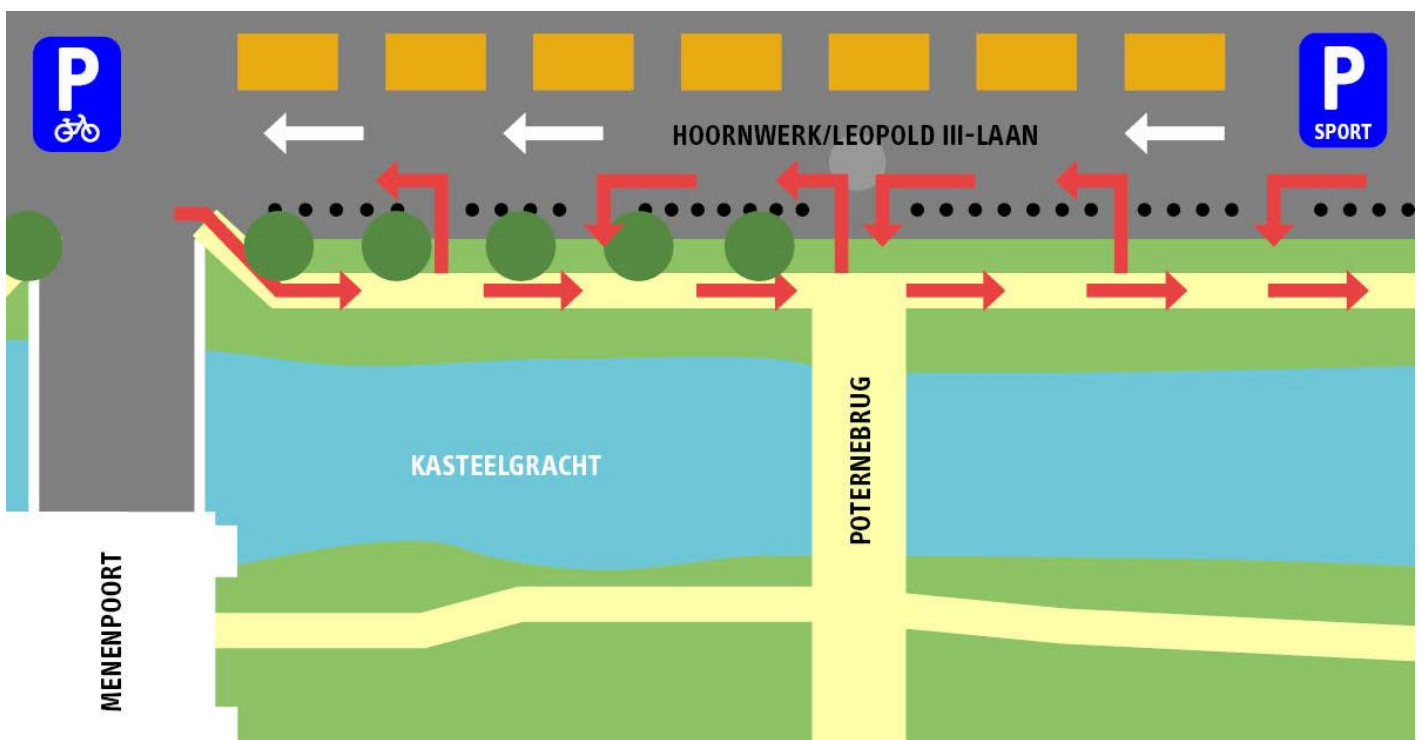 P
P
SPORT
HOORNWERK/LEOPOLD III-LAAN
KASTEELGRACHT
POTERNEBRUG
MENENPOORT